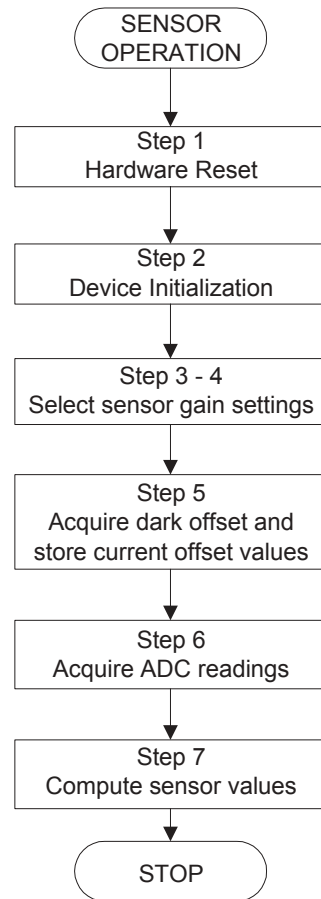 SENSOR
OPERATION
Step 1
Hardware Reset
Step 2
Device Initialization
Step 3 - 4
Select sensor gain settings
Step 5
Acquire dark offset and
store current offset values
Step 6
Acquire ADC readings
Step 7
Compute sensor values
STOP